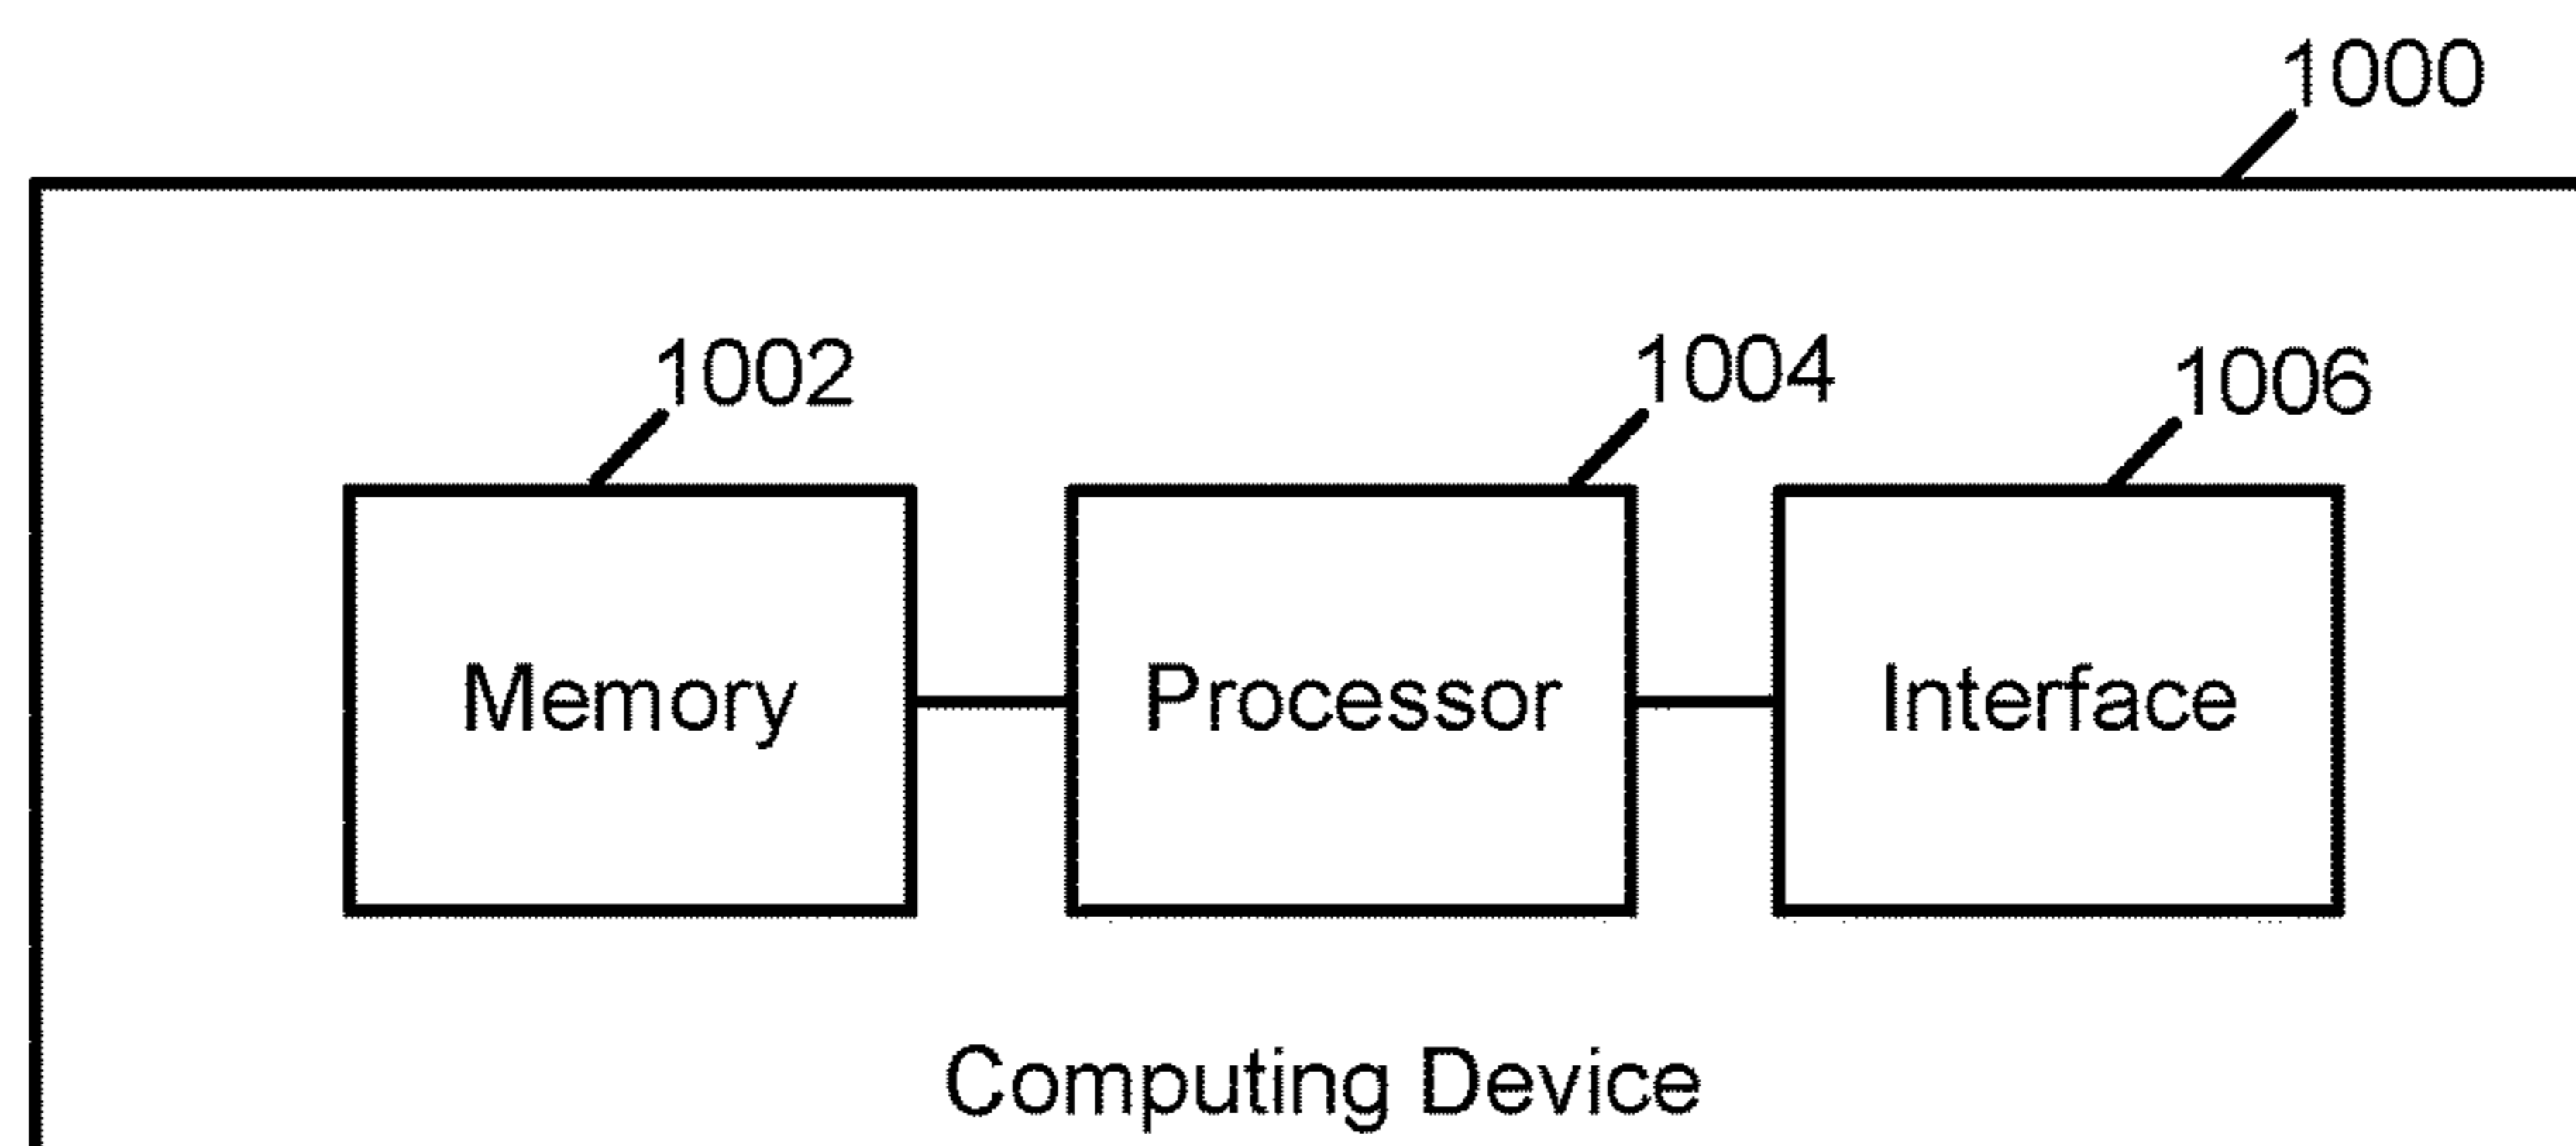 1000
1002
1004
1006
Memory
Processor
Interface
Computing Device